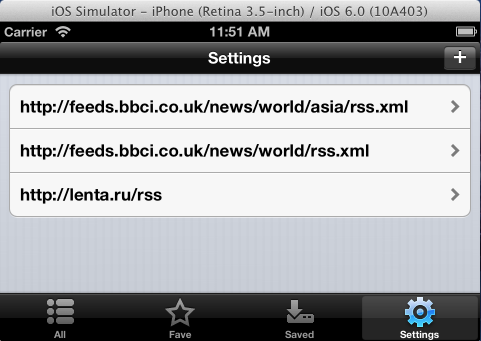 iOS Simulator - iPhone (Retina 3.5-inch) / iOS 6.0 (10A403)
Carrier 11:51 AM
Settings +
http://feeds.bbci.co.uk/news/world/asia/rss.xml
http://feeds.bbci.co.uk/news/world/rss.xml
http://lenta.ru/rss
All Fave Saved Settings